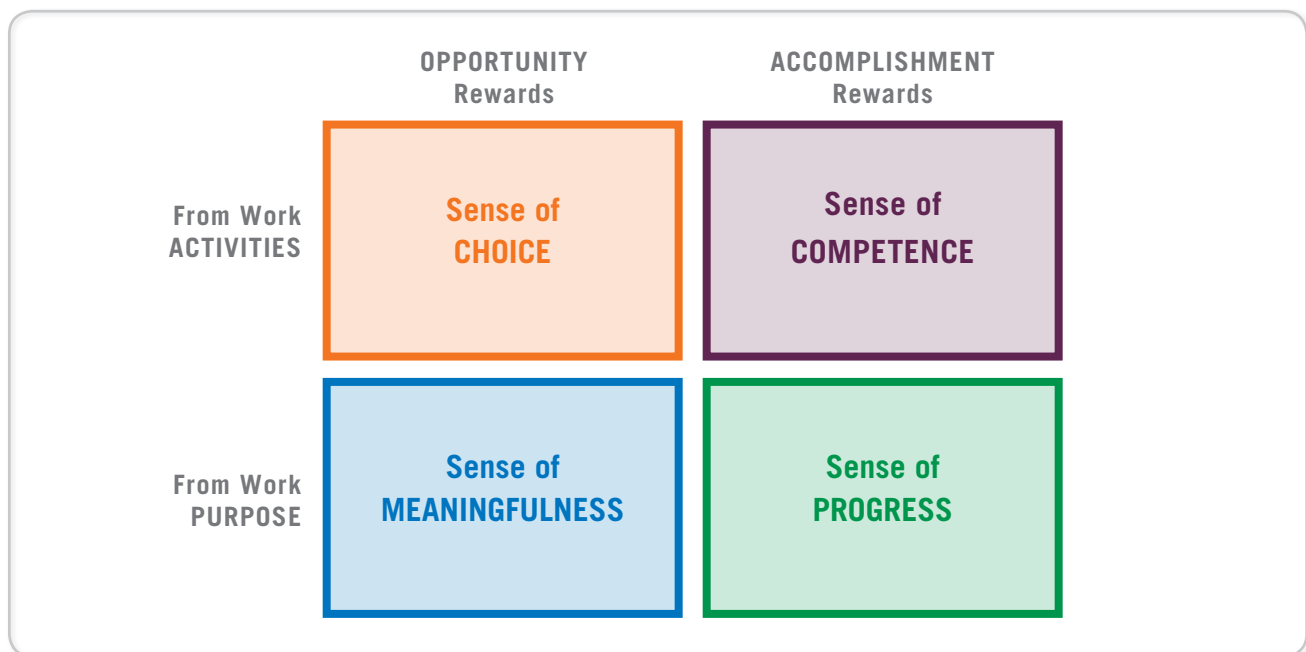 OPPORTUNITY
Rewards
ACCOMPLISHMENT
Rewards
From Work
ACTIVITIES
Sense of
CHOICE
Sense of
COMPETENCE
From Work
PURPOSE
Sense of
MEANINGFULNESS
Sense of
PROGRESS